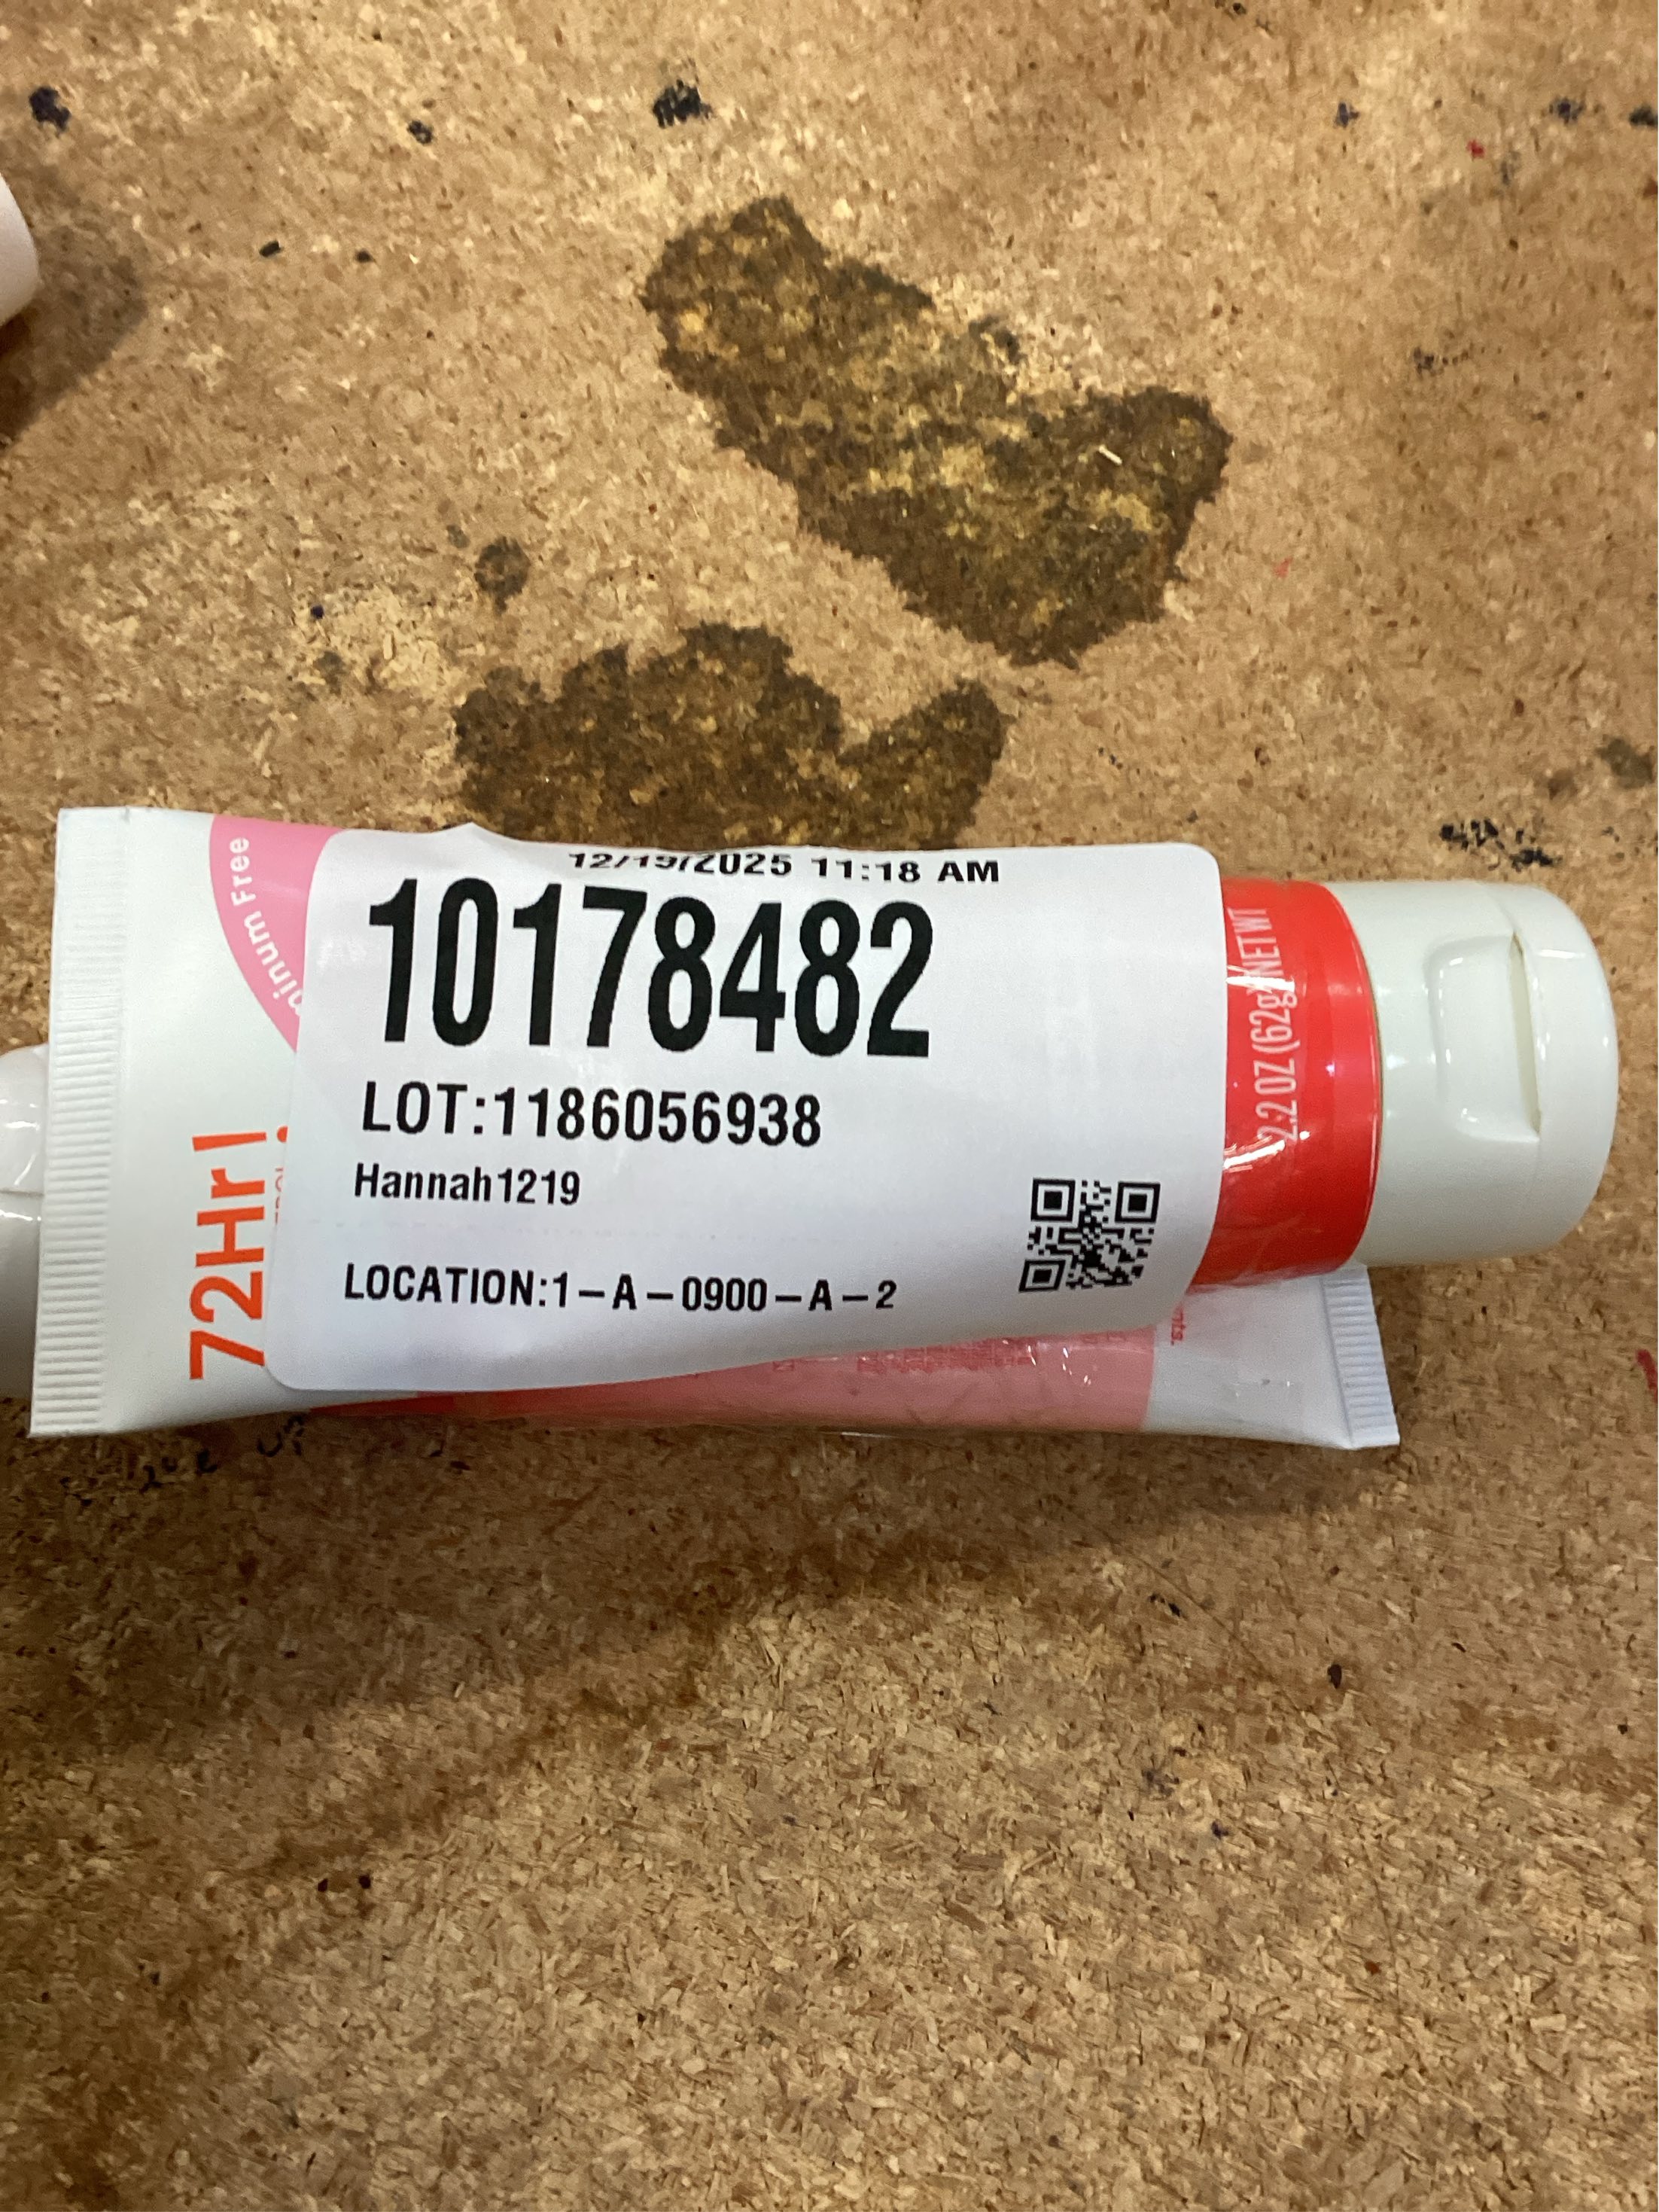 12/19/2025 11:18 AM
10178482
LOT:1186056938
Hannah1219
LOCATION:1-A-0900-A-2
72Hr
Free
2.2 OZ (62g) NET WT